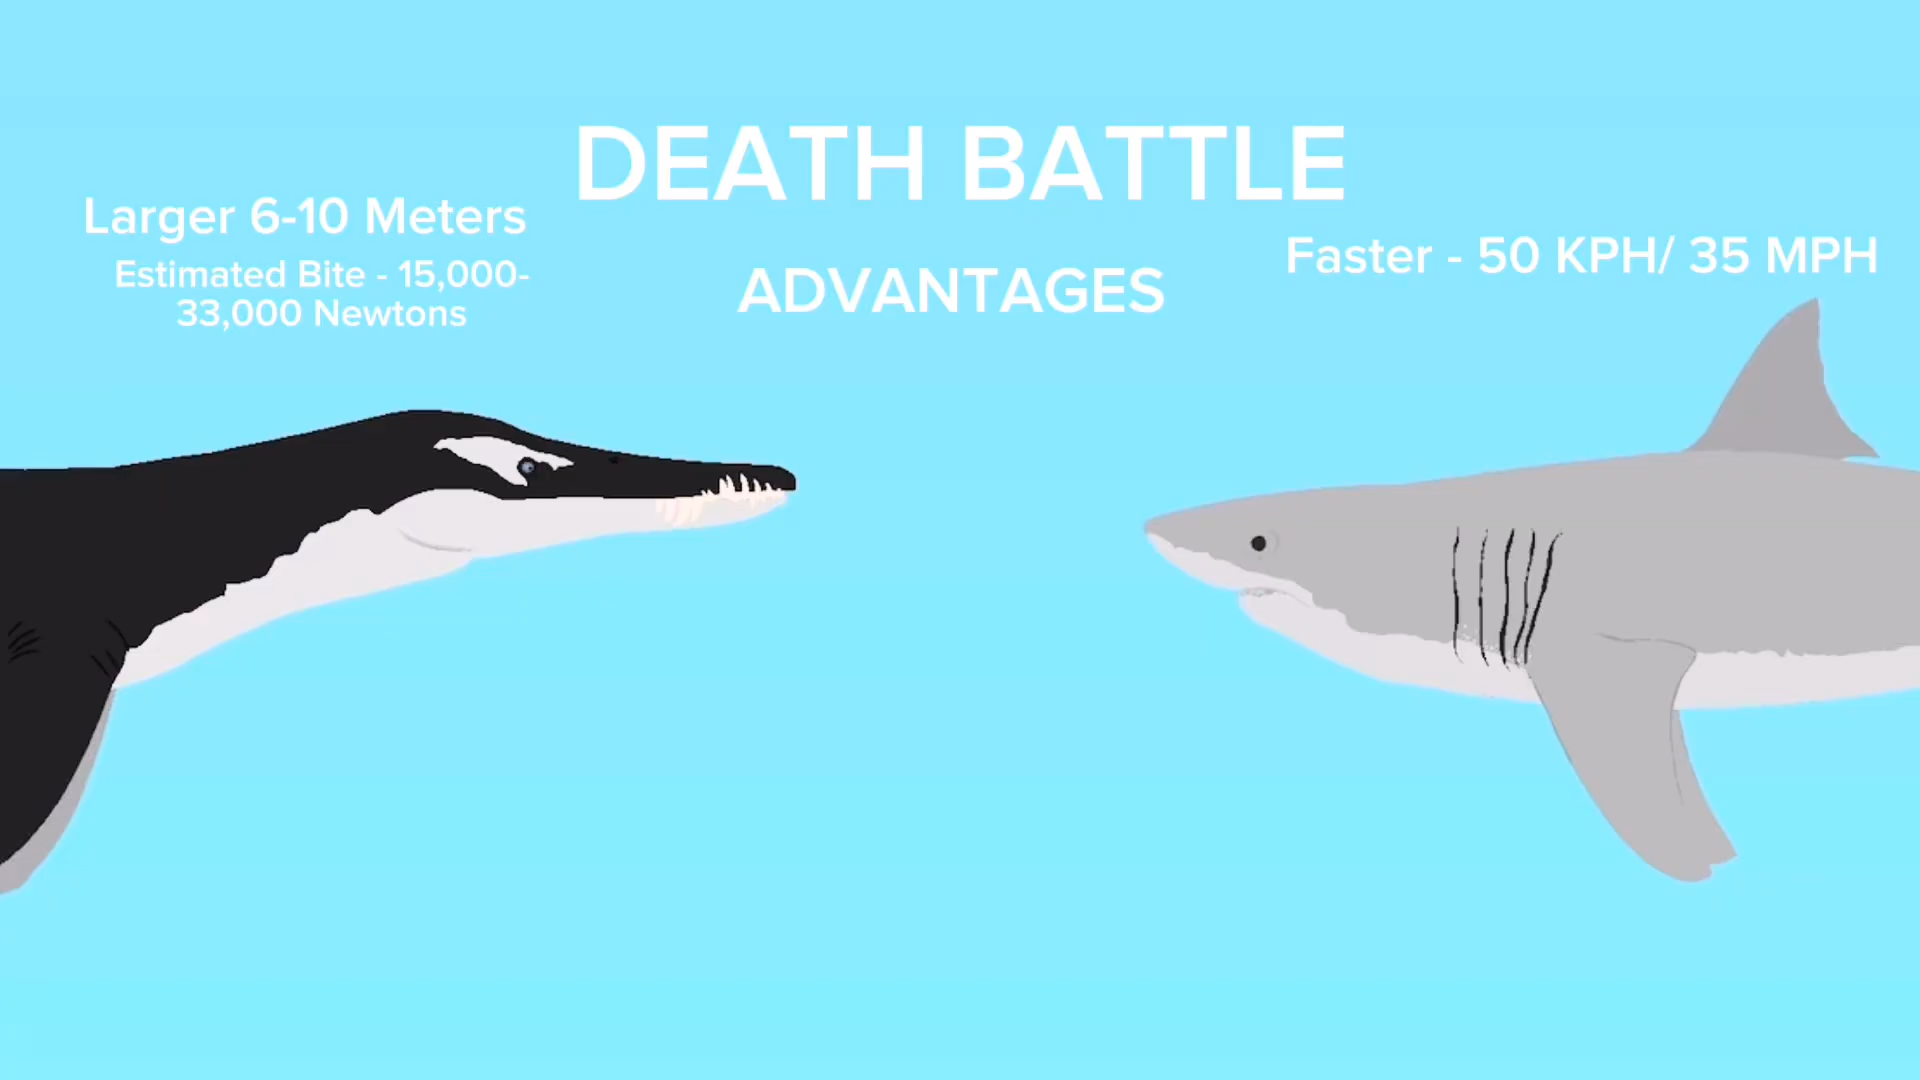 DEATH BATTLE
Larger 6-10 Meters
Estimated Bite - 15,000-
33,000 Newtons
ADVANTAGES
Faster - 50 KPH/ 35 MPH